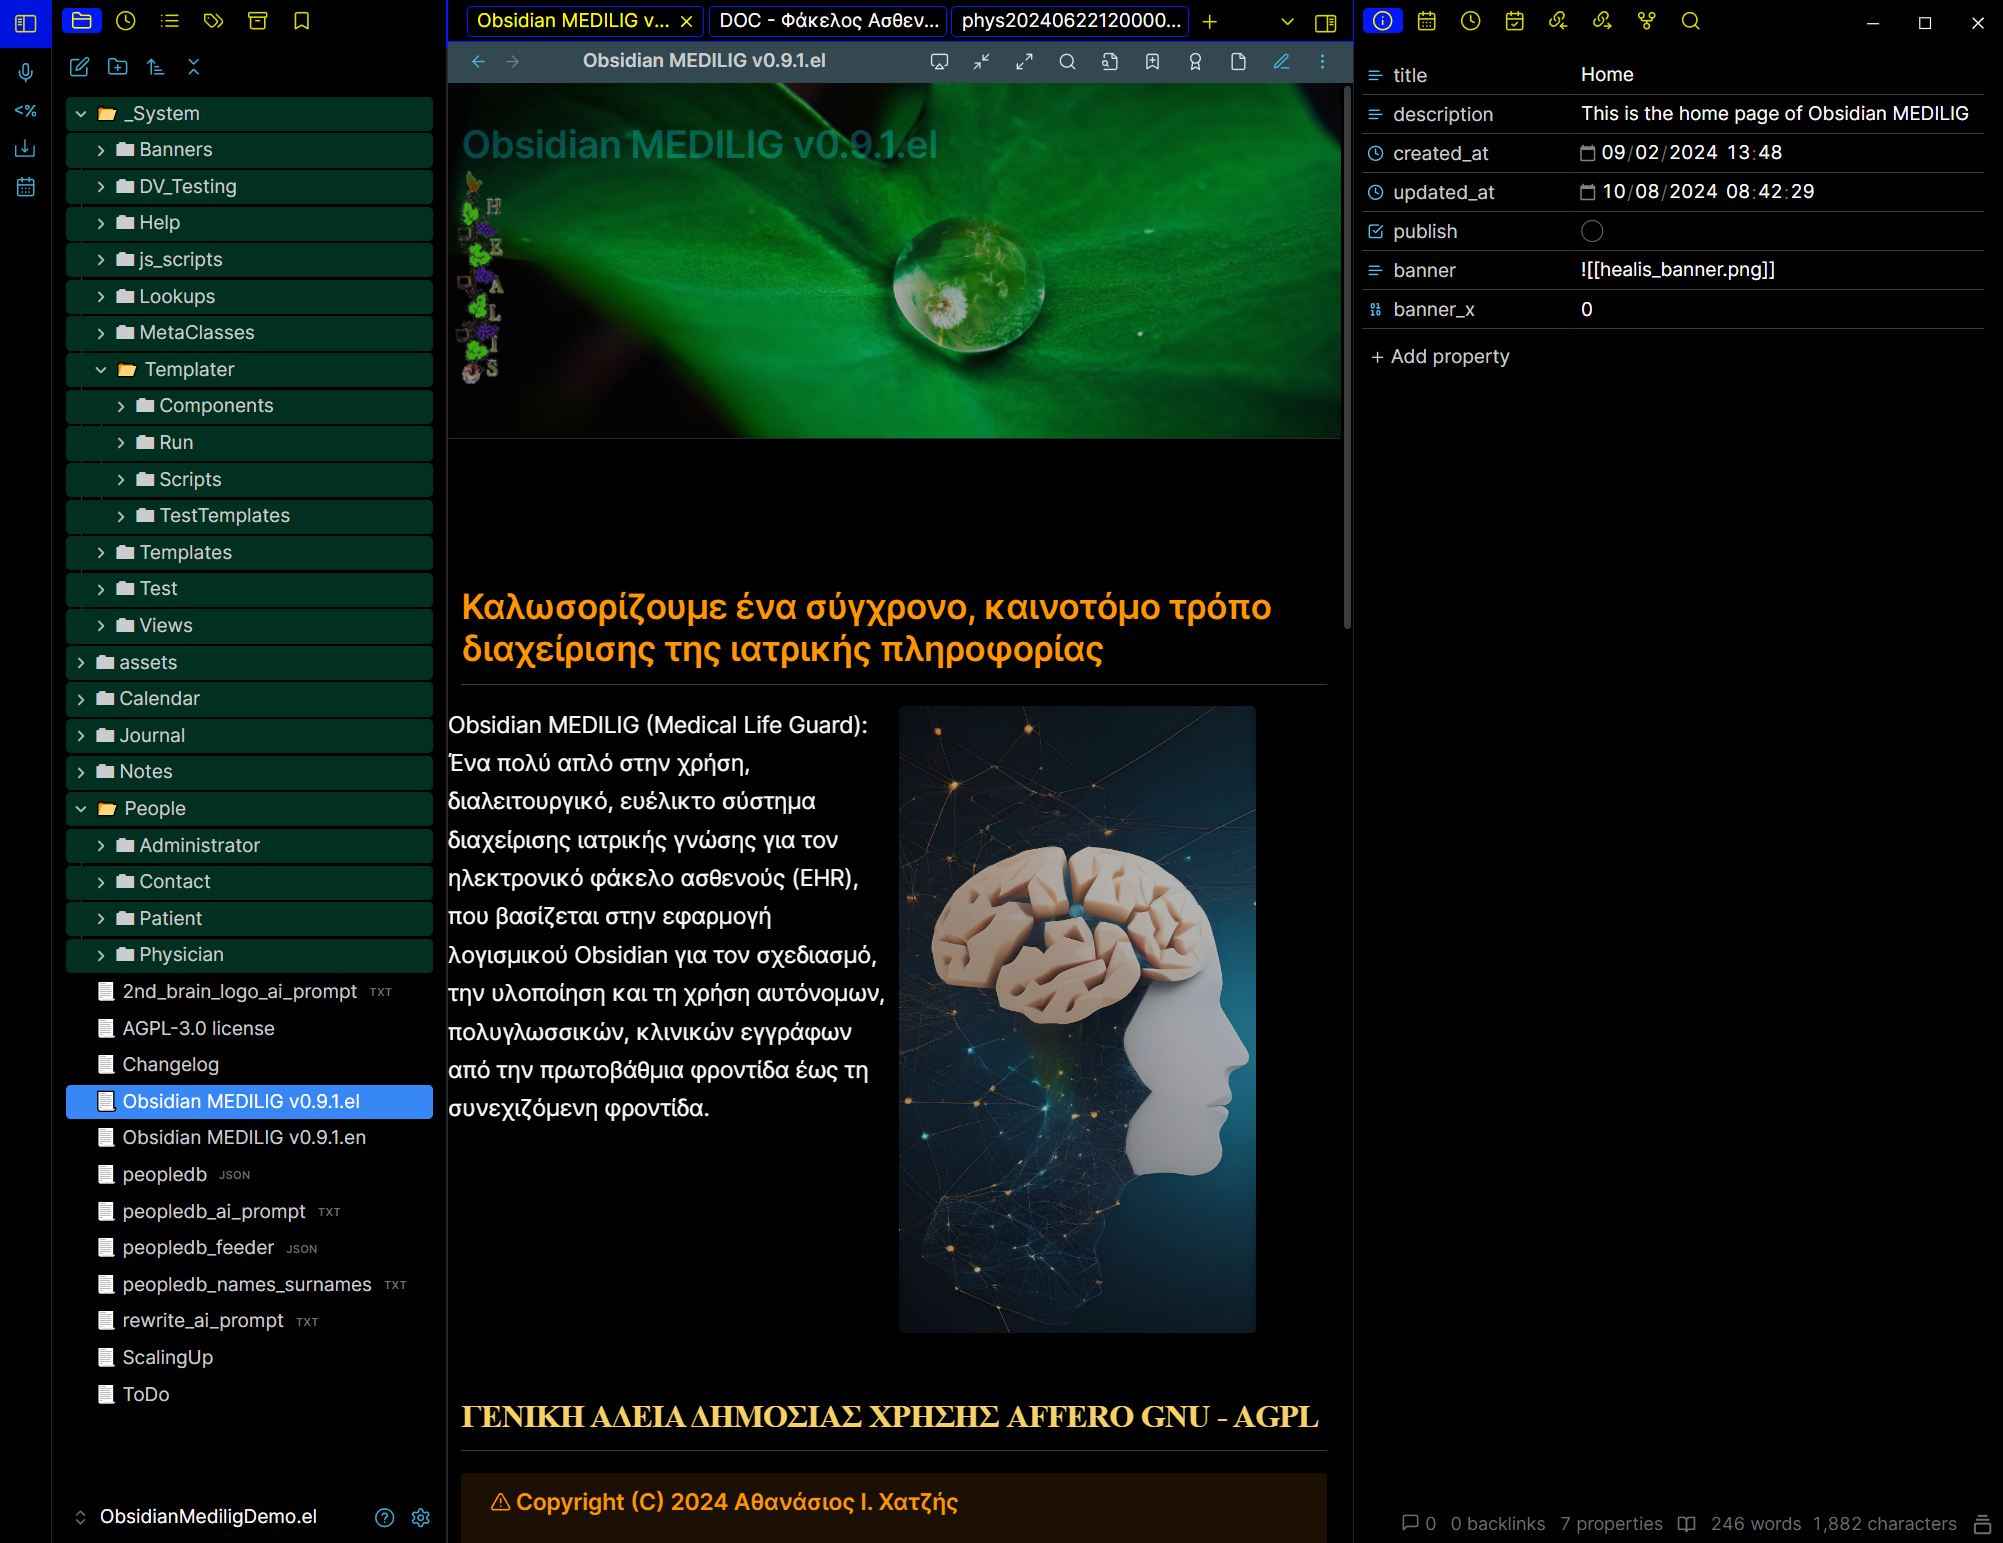 Obsidian MEDILIG v...
DOC - Φάκελος Ασθεν...
phys20240622120000...
Obsidian MEDILIG v0.9.1.el
_System
Banners
DV_Testing
Help
js_scripts
Lookups
MetaClasses
Templater
Components
Run
Scripts
TestTemplates
Templates
Test
Views
assets
Calendar
Journal
Notes
People
Administrator
Contact
Patient
Physician
2nd_brain_logo_ai_prompt TXT
AGPL-3.0 license
Changelog
Obsidian MEDILIG v0.9.1.el
Obsidian MEDILIG v0.9.1.en
peopledb JSON
peopledb_ai_prompt TXT
peopledb_feeder JSON
peopledb_names_surnames TXT
rewrite_ai_prompt TXT
ScalingUp
ToDo
ObsidianMediligDemo.el
Obsidian MEDILIG v0.9.1.el
HEALIS
Καλωσορίζουμε ένα σύγχρονο, καινοτόμο τρόπο
διαχείρισης της ιατρικής πληροφορίας
Obsidian MEDILIG (Medical Life Guard):
Ένα πολύ απλό στην χρήση,
διαλειτουργικό, ευέλικτο σύστημα
διαχείρισης ιατρικής γνώσης για τον
ηλεκτρονικό φάκελο ασθενούς (EHR),
που βασίζεται στην εφαρμογή
λογισμικού Obsidian για τον σχεδιασμό,
την υλοποίηση και τη χρήση αυτόνομων,
πολυγλωσσικών, κλινικών εγγράφων
από την πρωτοβάθμια φροντίδα έως τη
συνεχιζόμενη φροντίδα.
ΓΕΝΙΚΗ ΑΔΕΙΑ ΔΗΜΟΣΙΑΣ ΧΡΗΣΗΣ AFFERO GNU - AGPL
Copyright (C) 2024 Αθανάσιος Ι. Χατζής
title Home
description This is the home page of Obsidian MEDILIG
created_at 09/02/2024 13:48
updated_at 10/08/2024 08:42:29
publish
banner ![[healis_banner.png]]
banner_x 0
+ Add property
0 0 backlinks 7 properties 246 words 1,882 characters